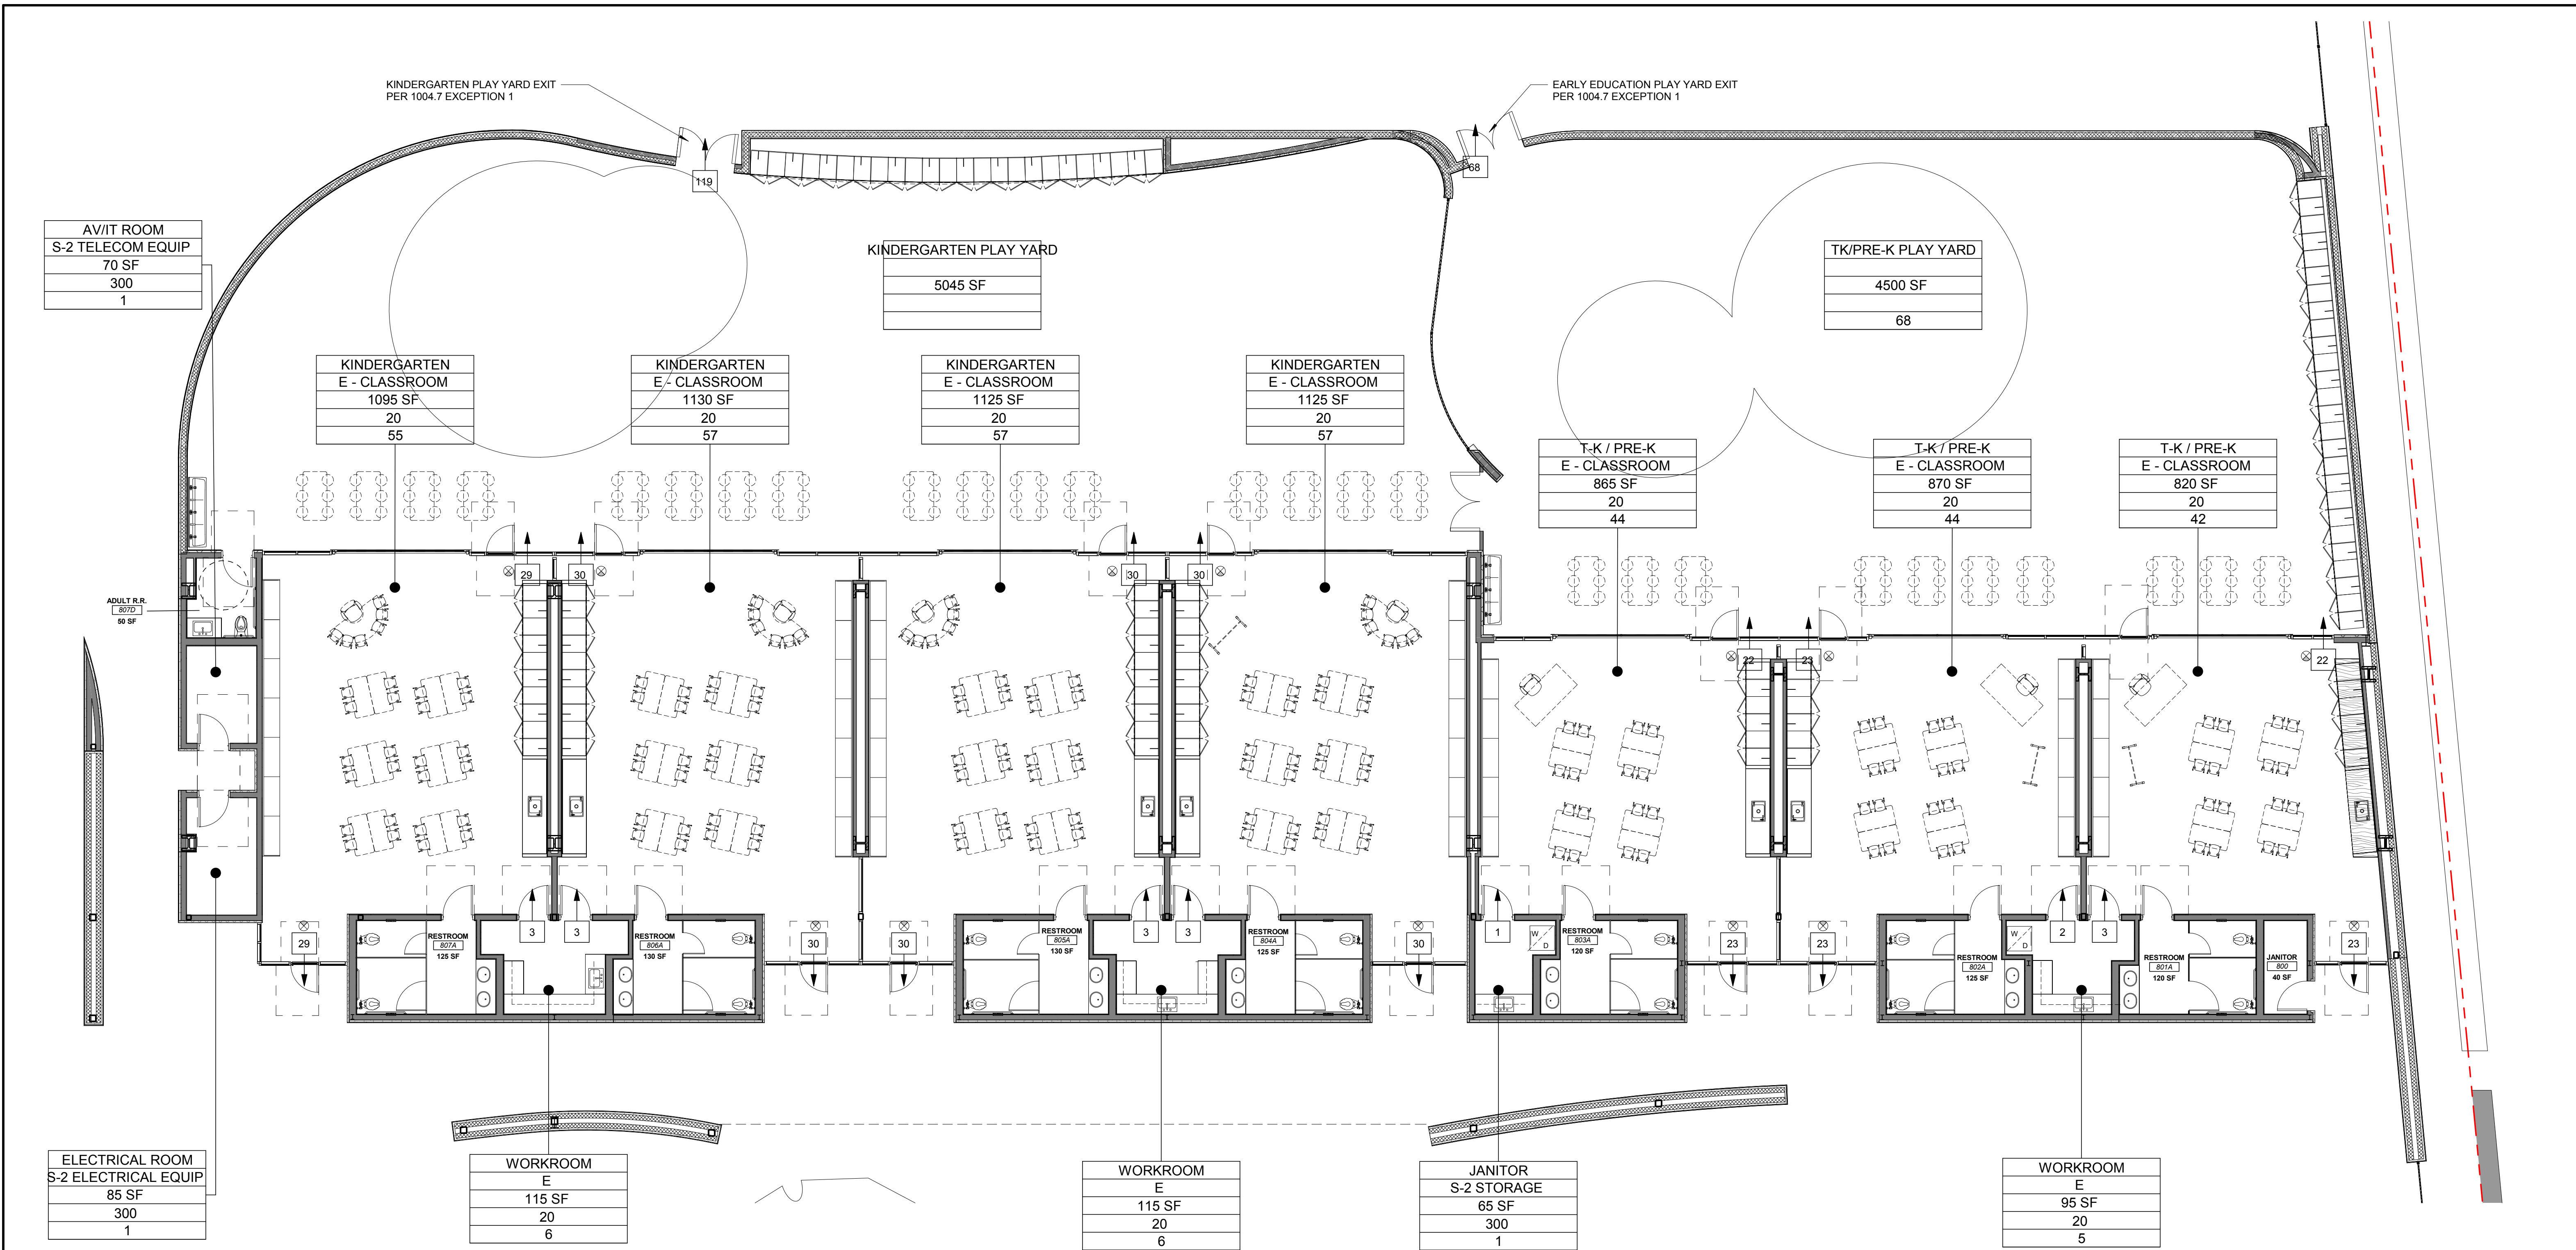 KINDERGARTEN PLAY YARD EXIT
PER 1004.7 EXCEPTION 1
EARLY EDUCATION PLAY YARD EXIT
PER 1004.7 EXCEPTION 1
119
68
AV/IT ROOM
S-2 TELECOM EQUIP
70 SF
300
1
KINDERGARTEN PLAY YARD
5045 SF
TK/PRE-K PLAY YARD
4500 SF
68
KINDERGARTEN
E - CLASSROOM
1095 SF
20
55
KINDERGARTEN
E - CLASSROOM
1130 SF
20
57
KINDERGARTEN
E - CLASSROOM
1125 SF
20
57
KINDERGARTEN
E - CLASSROOM
1125 SF
20
57
T-K / PRE-K
E - CLASSROOM
865 SF
20
44
T-K / PRE-K
E - CLASSROOM
870 SF
20
44
T-K / PRE-K
E - CLASSROOM
820 SF
20
42
29
30
30
30
22
23
22
ADULT R.R.
807D
50 SF
29
RESTROOM
807A
125 SF
3
3
RESTROOM
806A
130 SF
30
30
RESTROOM
805A
130 SF
3
3
RESTROOM
804A
125 SF
30
1
W
D
RESTROOM
803A
120 SF
23
23
RESTROOM
802A
125 SF
W
D
2
3
RESTROOM
801A
120 SF
JANITOR
800
40 SF
23
ELECTRICAL ROOM
S-2 ELECTRICAL EQUIP
85 SF
300
1
WORKROOM
E
115 SF
20
6
WORKROOM
E
115 SF
20
6
JANITOR
S-2 STORAGE
65 SF
300
1
WORKROOM
E
95 SF
20
5